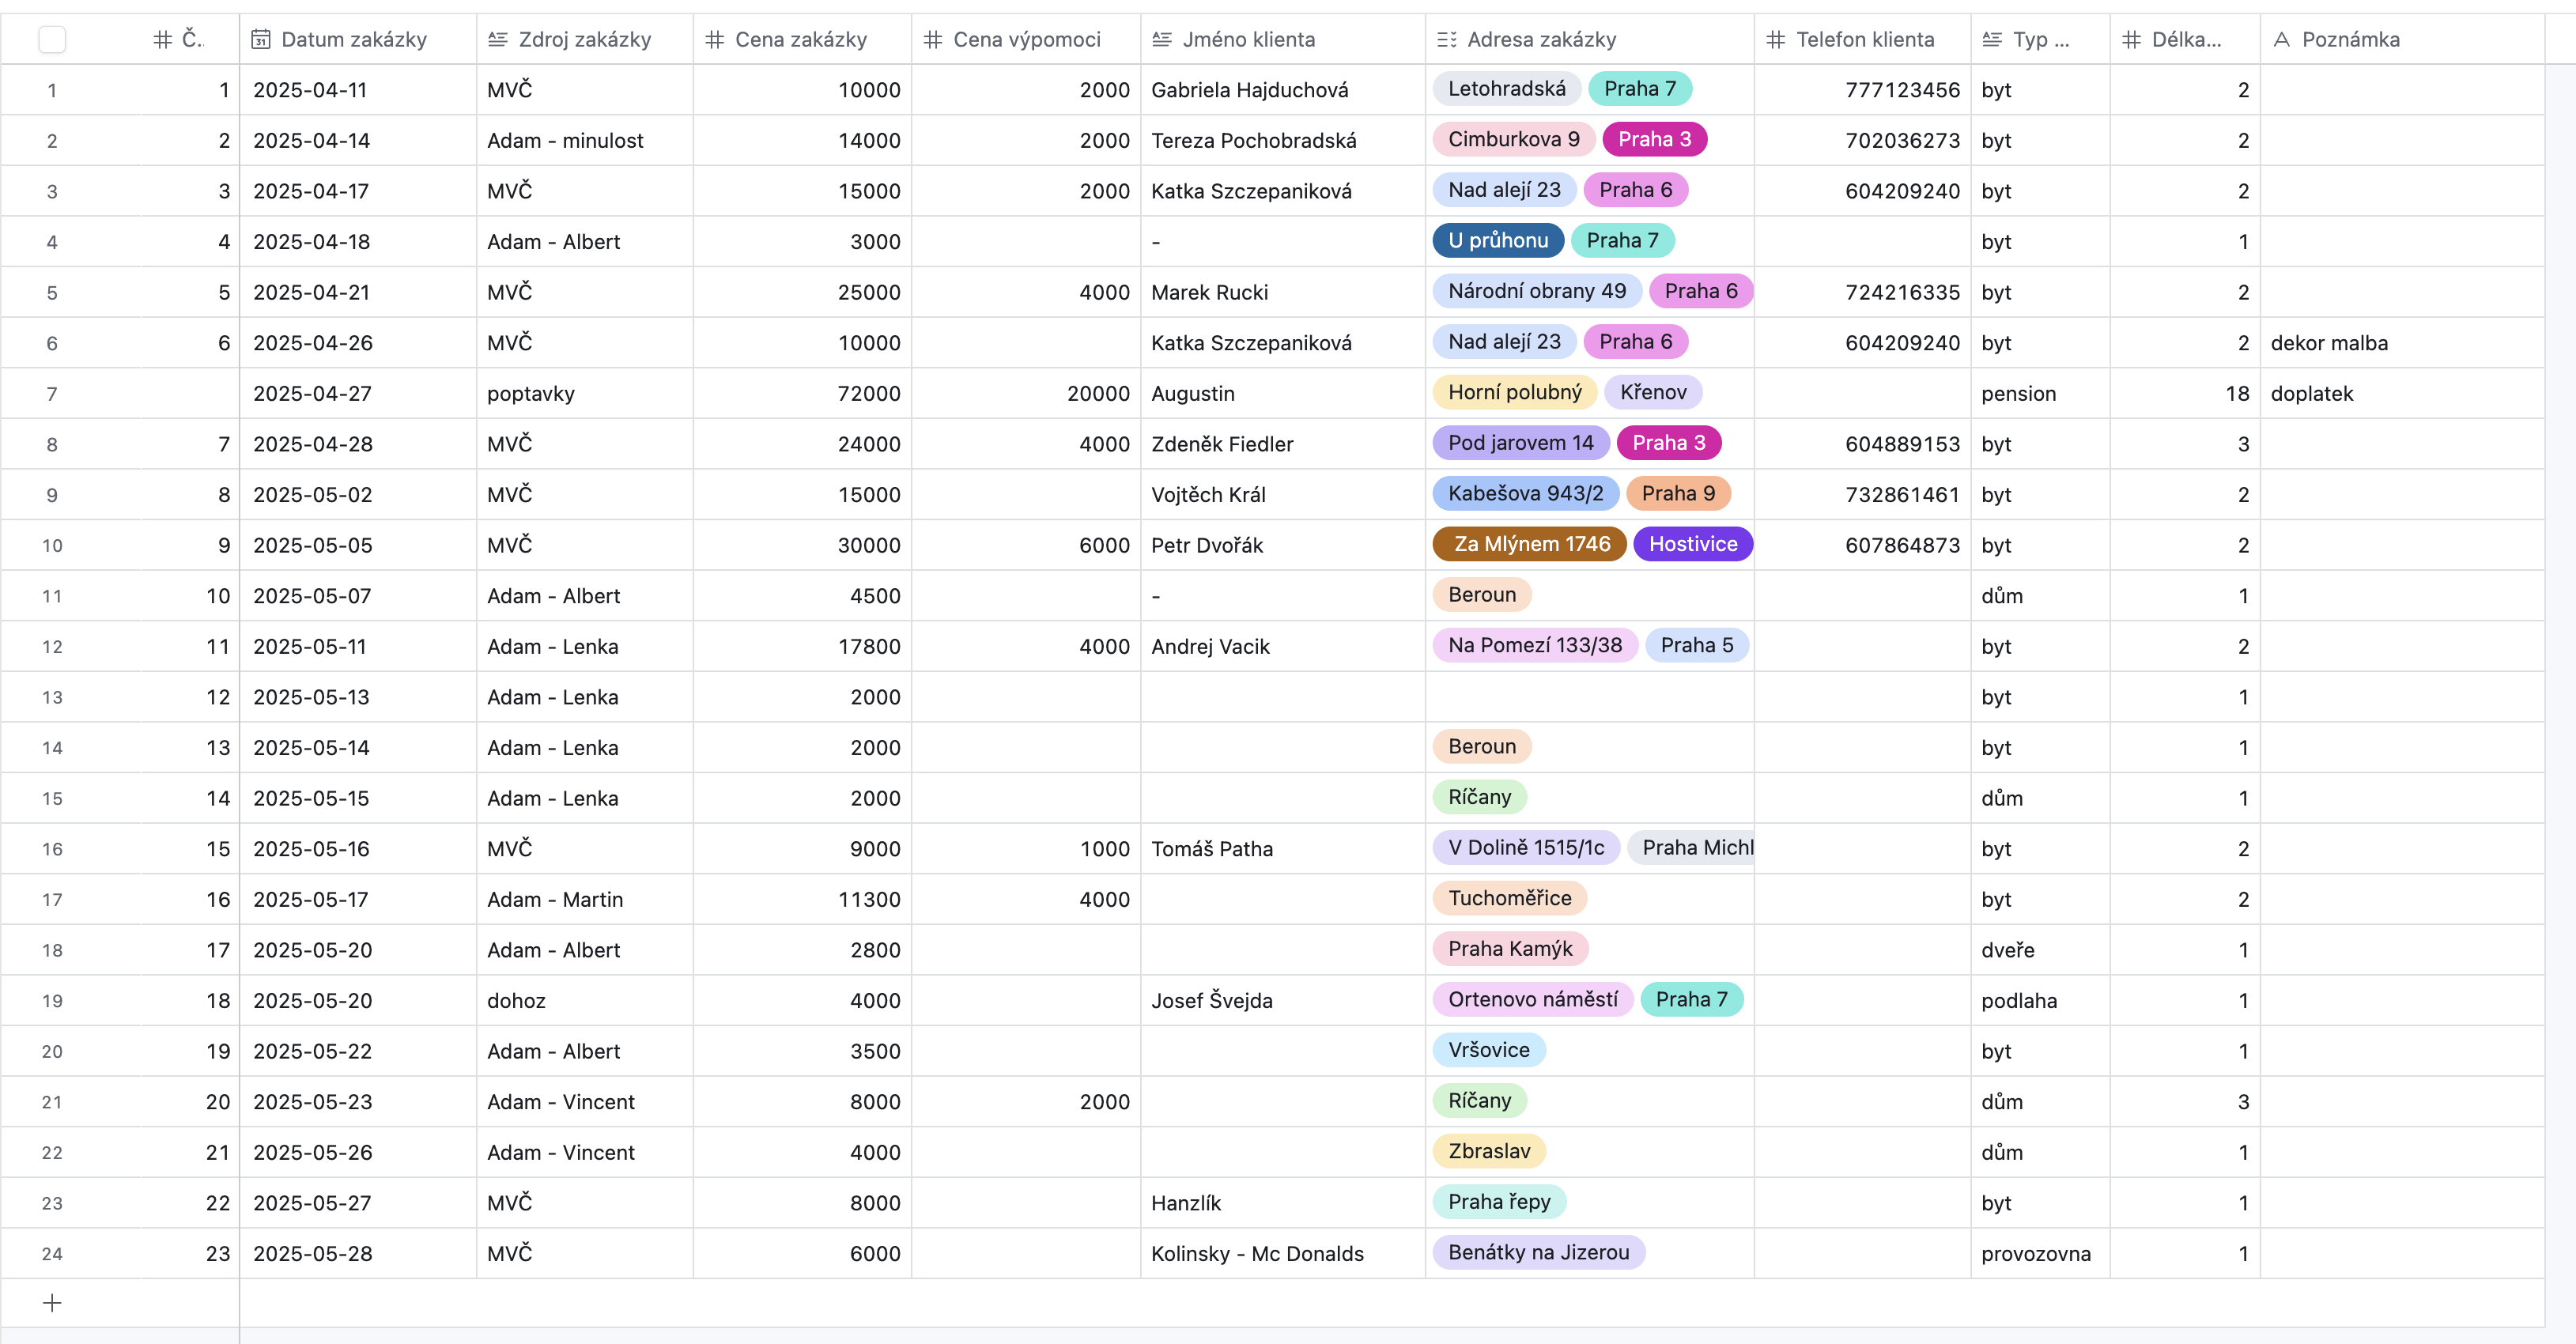 Č.. Datum zakázky Zdroj zakázky Cena zakázky Cena výpomoci Jméno klienta Adresa zakázky Telefon klienta Typ ... Délka... Poznámka
1 1 2025-04-11 MVČ 10000 2000 Gabriela Hajduchová Letohradská Praha 7 777123456 byt 2
2 2 2025-04-14 Adam - minulost 14000 2000 Tereza Pochobradská Cimburkova 9 Praha 3 702036273 byt 2
3 3 2025-04-17 MVČ 15000 2000 Katka Szczepaniková Nad alejí 23 Praha 6 604209240 byt 2
4 4 2025-04-18 Adam - Albert 3000 - U průhonu Praha 7 byt 1
5 5 2025-04-21 MVČ 25000 4000 Marek Rucki Národní obrany 49 Praha 6 724216335 byt 2
6 6 2025-04-26 MVČ 10000 Katka Szczepaniková Nad alejí 23 Praha 6 604209240 byt 2 dekor malba
7 2025-04-27 poptavky 72000 20000 Augustin Horní polubný Křenov pension 18 doplatek
8 7 2025-04-28 MVČ 24000 4000 Zdeněk Fiedler Pod jarovem 14 Praha 3 604889153 byt 3
9 8 2025-05-02 MVČ 15000 Vojtěch Král Kabešova 943/2 Praha 9 732861461 byt 2
10 9 2025-05-05 MVČ 30000 6000 Petr Dvořák Za Mlýnem 1746 Hostivice 607864873 byt 2
11 10 2025-05-07 Adam - Albert 4500 - Beroun dům 1
12 11 2025-05-11 Adam - Lenka 17800 4000 Andrej Vacik Na Pomezí 133/38 Praha 5 byt 2
13 12 2025-05-13 Adam - Lenka 2000 byt 1
14 13 2025-05-14 Adam - Lenka 2000 Beroun byt 1
15 14 2025-05-15 Adam - Lenka 2000 Ríčany dům 1
16 15 2025-05-16 MVČ 9000 1000 Tomáš Patha V Dolině 1515/1c Praha Michl byt 2
17 16 2025-05-17 Adam - Martin 11300 4000 Tuchoměřice byt 2
18 17 2025-05-20 Adam - Albert 2800 Praha Kamýk dveře 1
19 18 2025-05-20 dohoz 4000 Josef Švejda Ortenovo náměstí Praha 7 podlaha 1
20 19 2025-05-22 Adam - Albert 3500 Vršovice byt 1
21 20 2025-05-23 Adam - Vincent 8000 2000 Ríčany dům 3
22 21 2025-05-26 Adam - Vincent 4000 Zbraslav dům 1
23 22 2025-05-27 MVČ 8000 Hanzlík Praha řepy byt 1
24 23 2025-05-28 MVČ 6000 Kolinsky - Mc Donalds Benátky na Jizerou provozovna 1